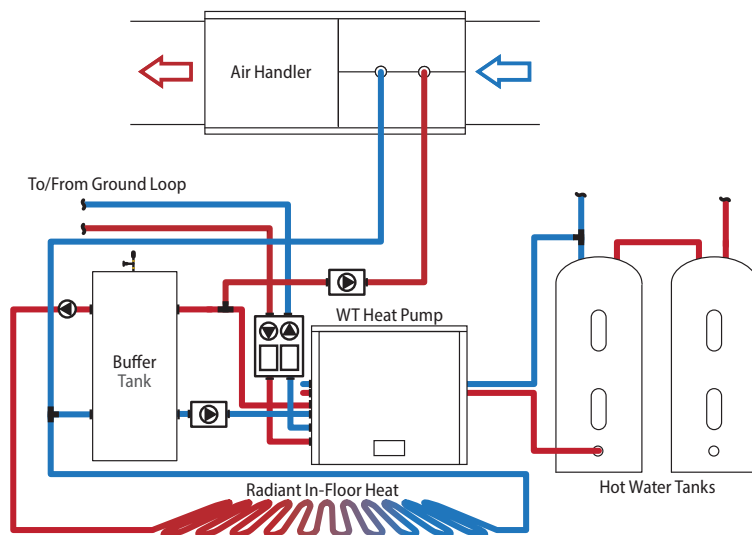 Air Handler
To/From Ground Loop
WT Heat Pump
Buffer
Tank
Radiant In-Floor Heat
Hot Water Tanks